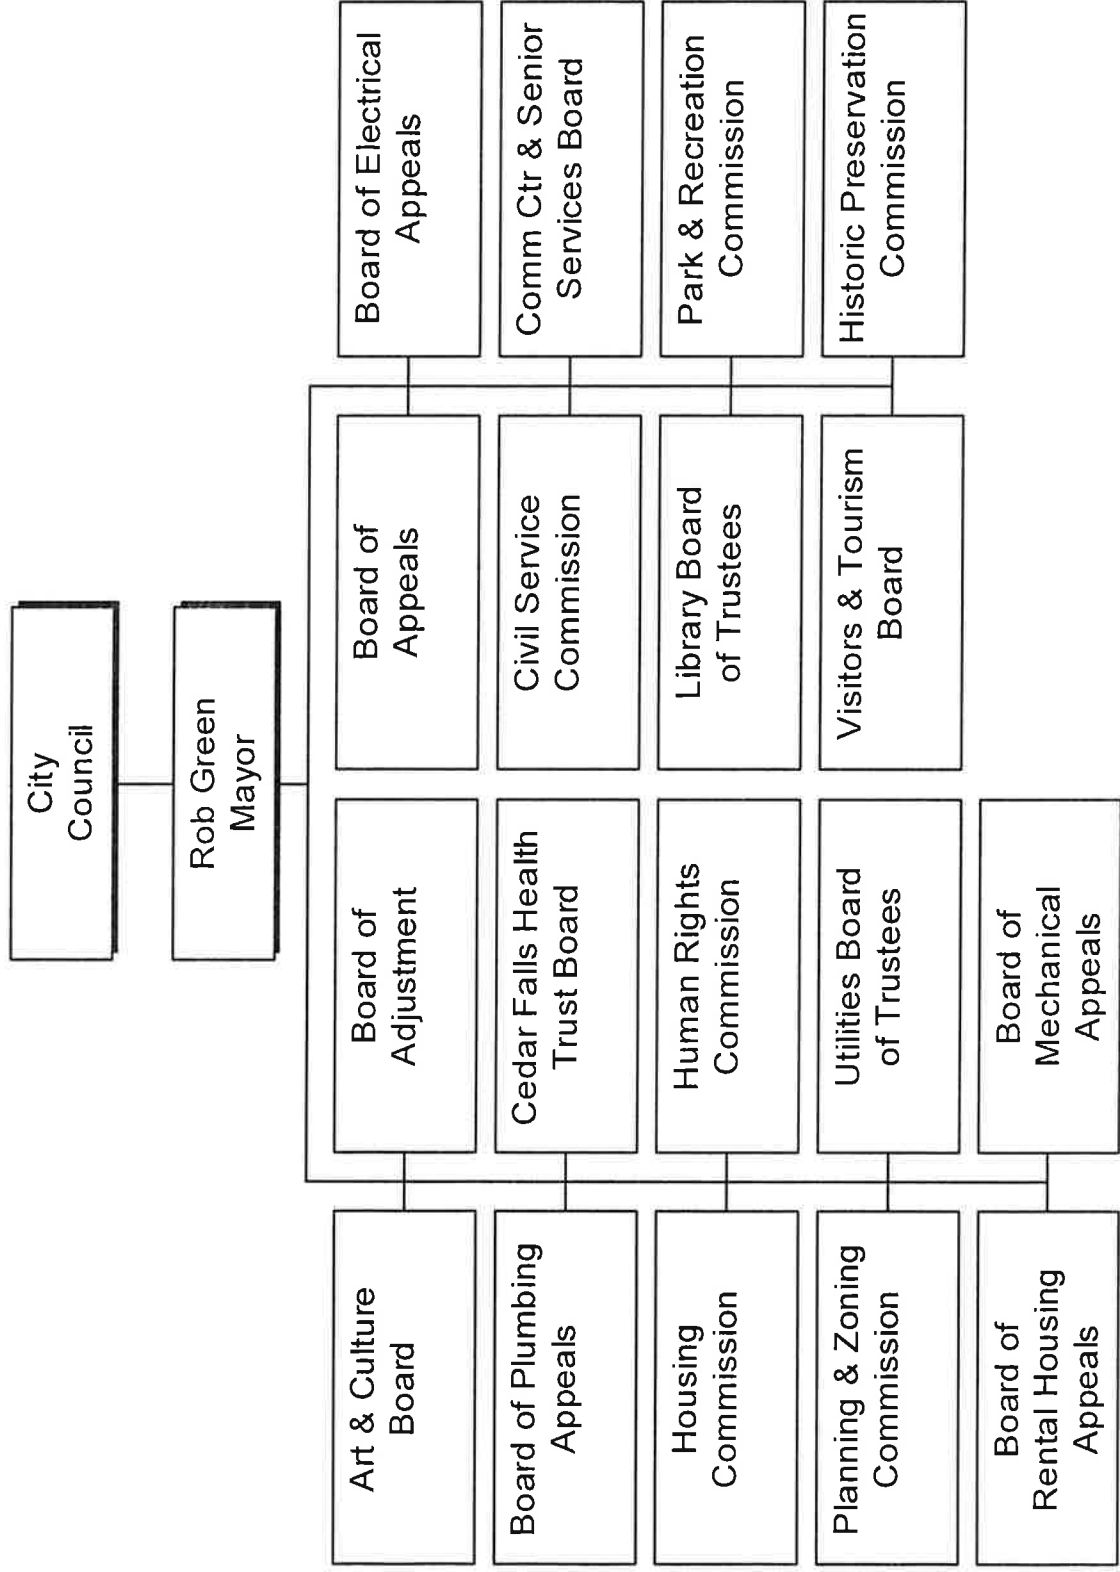 City
Council
Rob Green
Mayor
Art & Culture
Board
Board of
Adjustment
Board of
Appeals
Board of Electrical
Appeals
Board of Plumbing
Appeals
Cedar Falls Health
Trust Board
Civil Service
Commission
Comm Ctr & Senior
Services Board
Housing
Commission
Human Rights
Commission
Library Board
of Trustees
Park & Recreation
Commission
Planning & Zoning
Commission
Utilities Board
of Trustees
Visitors & Tourism
Board
Historic Preservation
Commission
Board of
Rental Housing
Appeals
Board of
Mechanical
Appeals